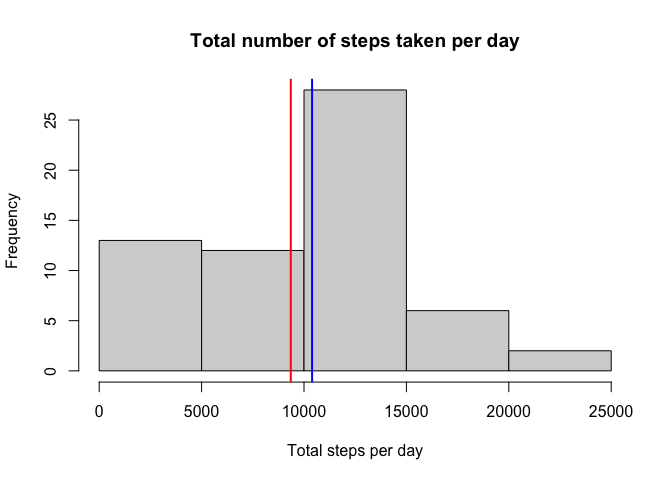 Total number of steps taken per day
Frequency
25
20
15
10
5
0
0 5000 10000 15000 20000 25000
Total steps per day